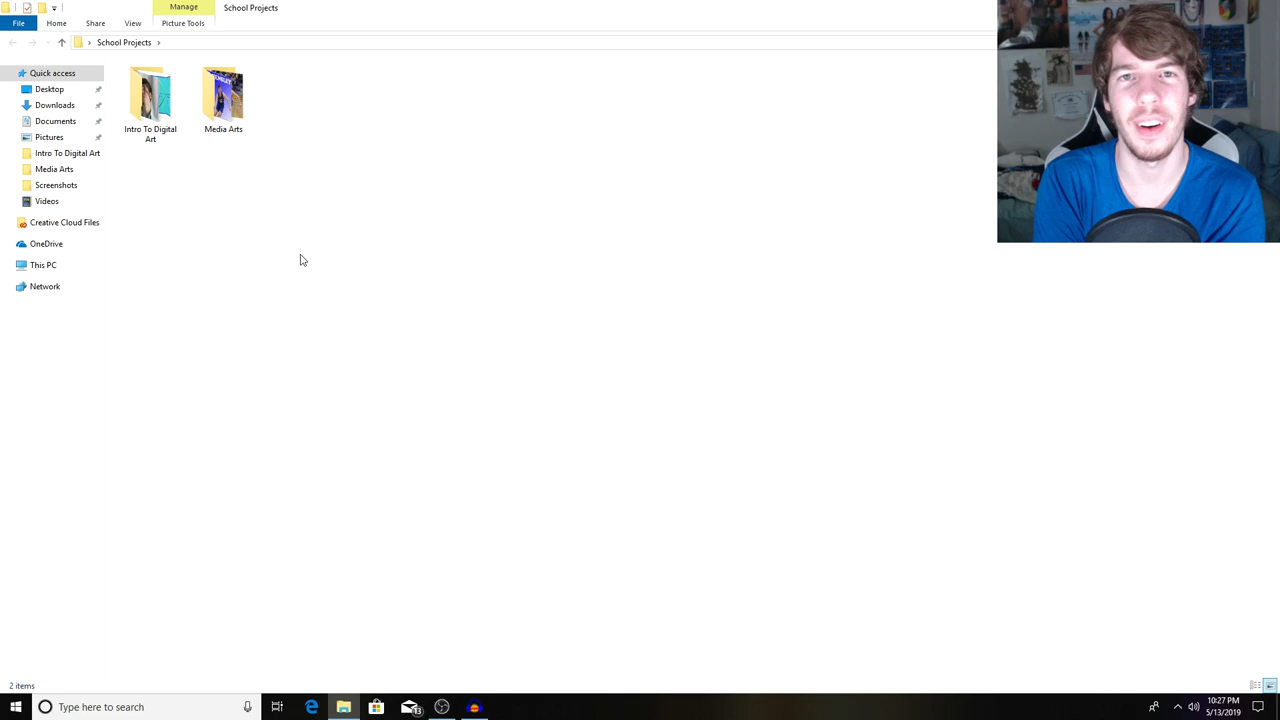 Manage
School Projects
File
Home
Share
View
Picture Tools
School Projects
Quick access
Desktop
Downloads
Documents
Pictures
Intro To Digital Art
Media Arts
Screenshots
Videos
Creative Cloud Files
OneDrive
This PC
Network
Intro To Digital
Art
Media Arts
2 items
Type here to search
13
10:27 PM
5/13/2019